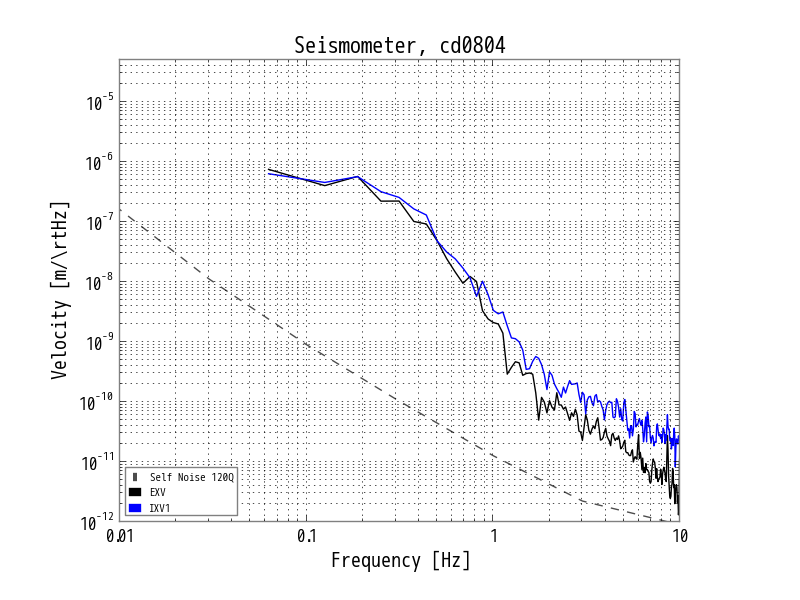 Seismometer, cd0804
Velocity [m/\rtHz]
10^-5
10^-6
10^-7
10^-8
10^-9
10^-10
10^-11
10^-12
Self Noise 120Q
EXV
IXV1
0.01 0.1 1 10
Frequency [Hz]